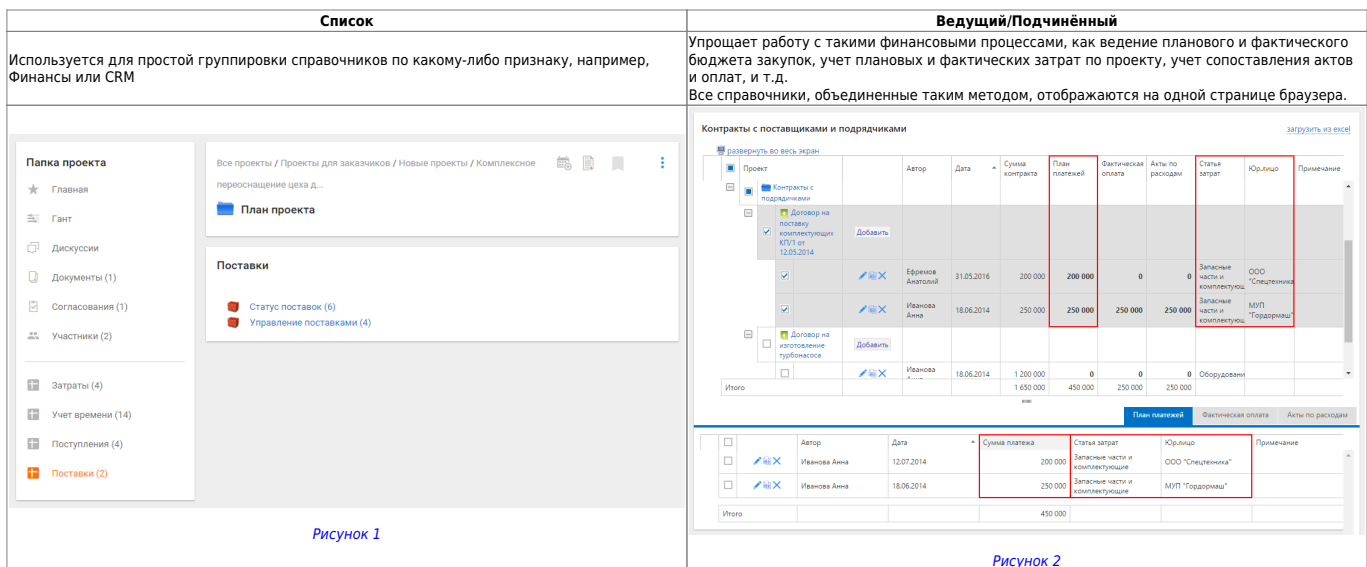 Список
Ведущий/Подчинённый
Используется для простой группировки справочников по какому-либо признаку, например,
Финансы или CRM
Упрощает работу с такими финансовыми процессами, как ведение планового и фактического
бюджета закупок, учет плановых и фактических затрат по проекту, учет сопоставления актов
и оплат, и т.д.
Все справочники, объединенные таким методом, отображаются на одной странице браузера.
Папка проекта
Главная
Гант
Дискуссии
Документы (1)
Согласования (1)
Участники (2)
Затраты (4)
Учет времени (14)
Поступления (4)
Поставки (2)
Все проекты / Проекты для заказчиков / Новые проекты / Комплексное
переоснащение цеха д...
План проекта
Поставки
Статус поставок (6)
Управление поставками (4)
Рисунок 1
Контракты с поставщиками и подрядчиками
загрузить из excel
развернуть во весь экран
Проект Автор Дата Сумма контракта План платежей Фактическая оплата Акты по расходам Статья затрат Юр.лицо Примечание
Контракты с
подрядичками
Договор на
поставку
комплектующих Добавить
КП/1 от
12.05.2014
Ефремов Анатолий 31.05.2016 200 000 200 000 0 0 Запасные части и комплектующ ООО "Спецтехника
Иванова Анна 18.06.2014 250 000 250 000 250 000 250 000 Запасные части и комплектующ МУП "Гордормаш"
Договор на
изготовление Добавить
турбонасоса
Иванова 18.06.2014 1 200 000 0 0 0 Оборудовани
Итого 1 650 000 450 000 250 000 250 000
План платежей Фактическая оплата Акты по расходам
Автор Дата Сумма платежа Статья затрат Юр.лицо Примечание
Иванова Анна 12.07.2014 200 000 Запасные части и комплектующие ООО "Спецтехника"
Иванова Анна 18.06.2014 250 000 Запасные части и комплектующие МУП "Гордормаш"
Итого 450 000
Рисунок 2